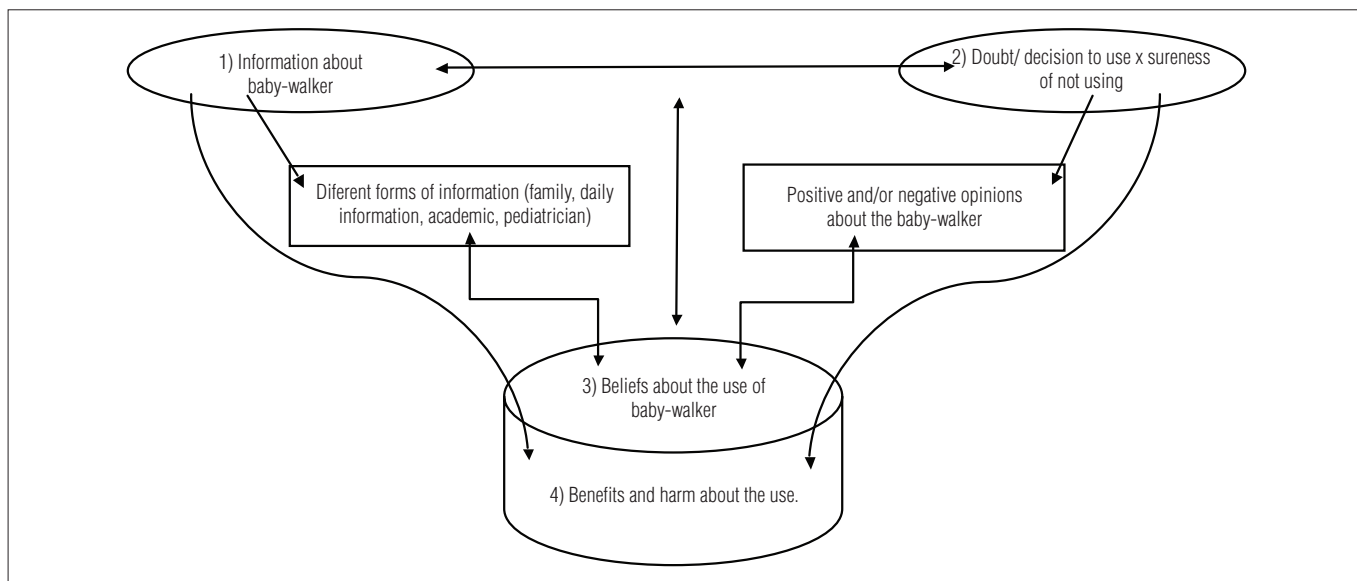 1) Information about
baby-walker
2) Doubt/ decision to use x sureness
of not using
Diferent forms of information (family, daily
information, academic, pediatrician)
Positive and/or negative opinions
about the baby-walker
3) Beliefs about the use of
baby-walker
4) Benefits and harm about the use.